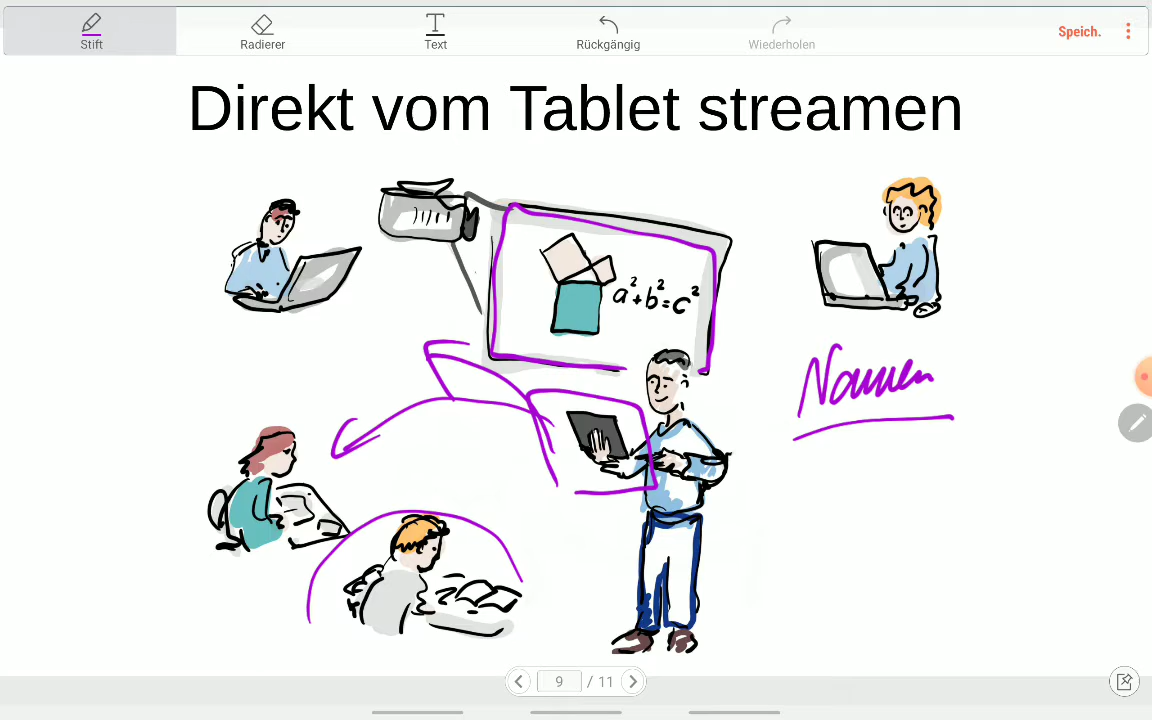 Stift Radierer Text Rückgängig Wiederholen Speich.
Direkt vom Tablet streamen
a²+b²=c²
Namen
9 / 11